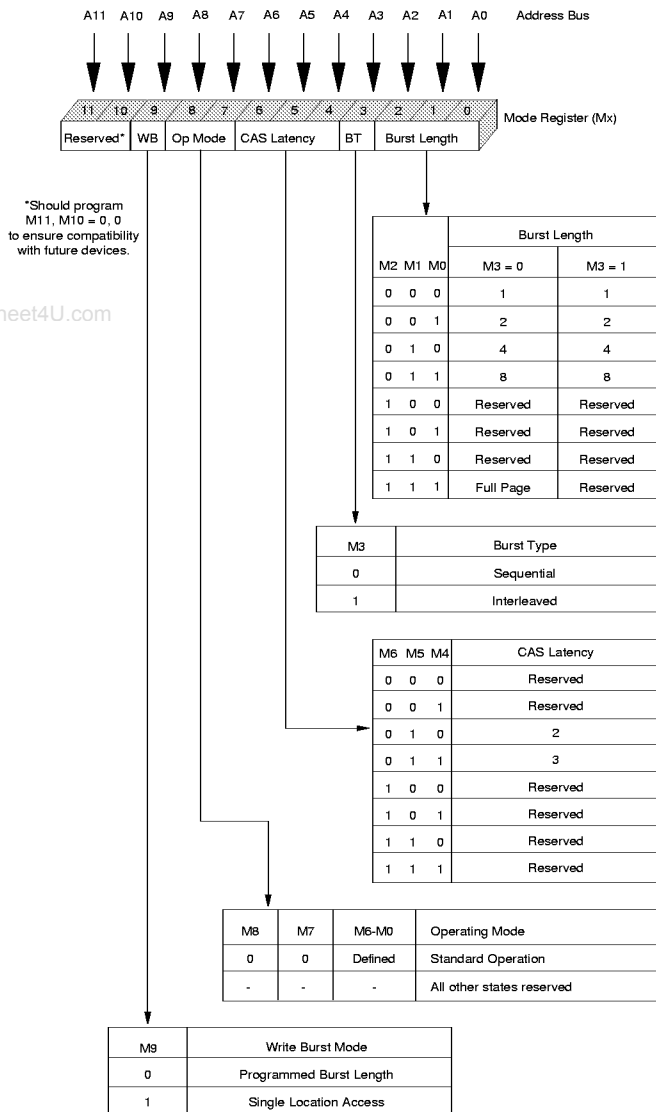 A11 A10 A9 A8 A7 A6 A5 A4 A3 A2 A1 A0 Address Bus
11 10 9 8 7 6 5 4 3 2 1 0
Mode Register (Mx)
Reserved* WB Op Mode CAS Latency BT Burst Length
*Should program
M11, M10 = 0, 0
to ensure compatibility
with future devices.
heet4U.com
Burst Length
M2 M1 M0 M3 = 0 M3 = 1
0 0 0 1 1
0 0 1 2 2
0 1 0 4 4
0 1 1 8 8
1 0 0 Reserved Reserved
1 0 1 Reserved Reserved
1 1 0 Reserved Reserved
1 1 1 Full Page Reserved
M3 Burst Type
0 Sequential
1 Interleaved
M6 M5 M4 CAS Latency
0 0 0 Reserved
0 0 1 Reserved
0 1 0 2
0 1 1 3
1 0 0 Reserved
1 0 1 Reserved
1 1 0 Reserved
1 1 1 Reserved
M8 M7 M6-M0 Operating Mode
0 0 Defined Standard Operation
- - - All other states reserved
M9 Write Burst Mode
0 Programmed Burst Length
1 Single Location Access